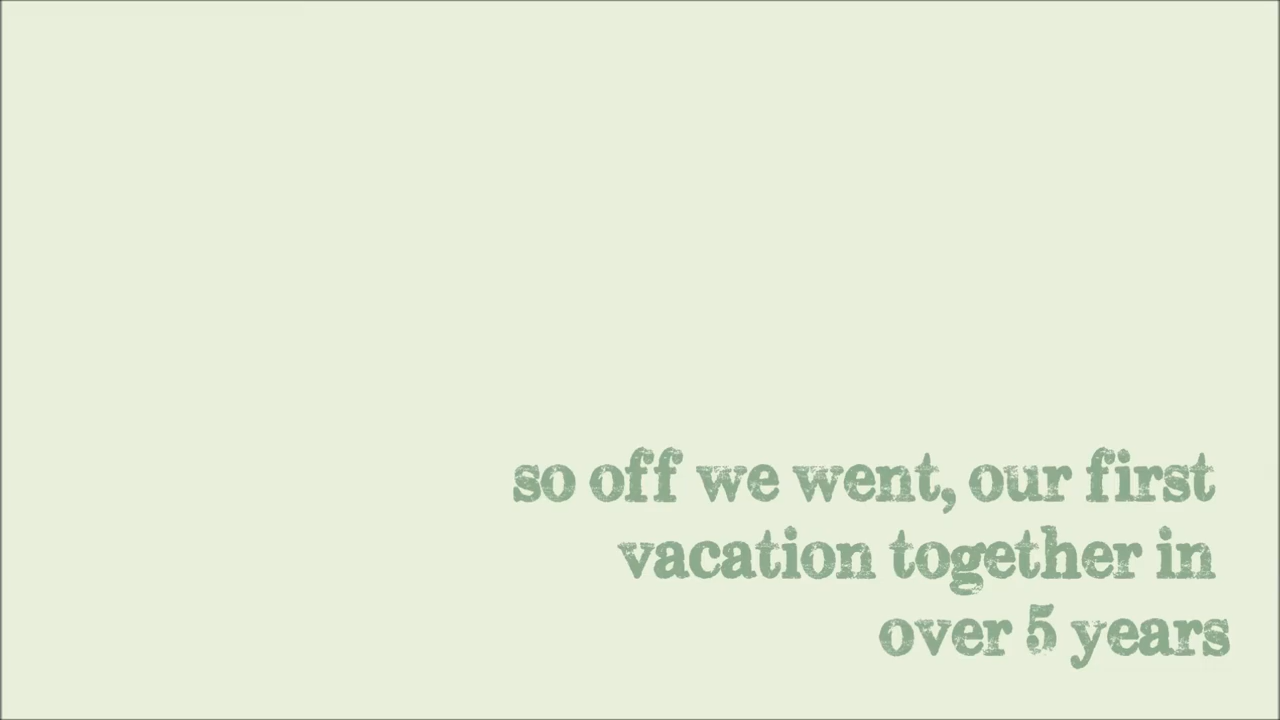 so off we went, our first
vacation together in
over 5 years